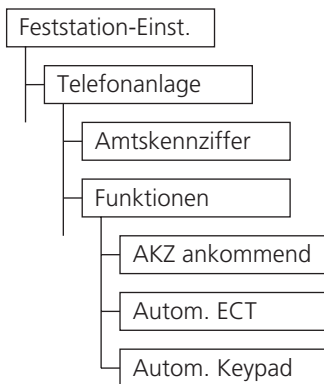 Feststation-Einst.
Telefonanlage
Amtskennziffer
Funktionen
AKZ ankommend
Autom. ECT
Autom. Keypad